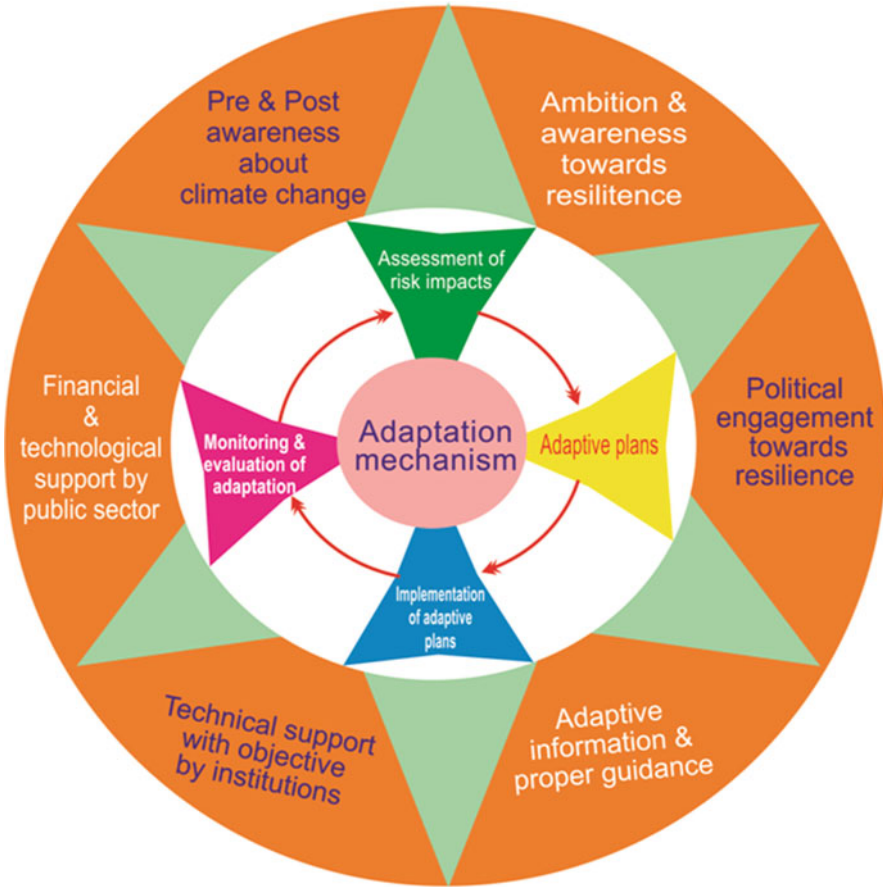 Pre & Post
awareness
about
climate change
Ambition &
awareness
towards
resilitence
Assessment of
risk impacts
Financial
&
technological
support by
public sector
Monitoring &
evaluation of
adaptation
Adaptation
mechanism
Adaptive plans
Political
engagement
towards
resilience
Implementation
of adaptive
plans
Technical support
with objective
by institutions
Adaptive
information &
proper guidance